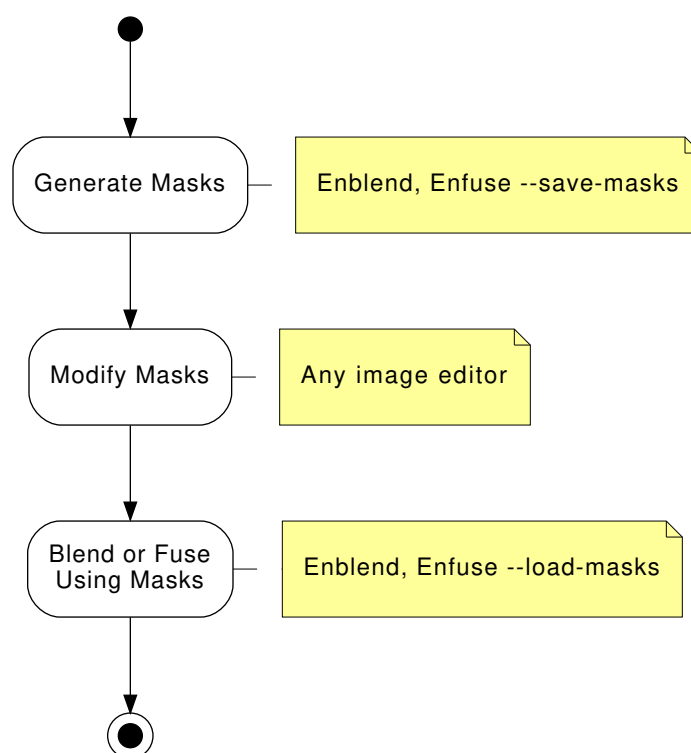 Generate Masks
Enblend, Enfuse --save-masks
Modify Masks
Any image editor
Blend or Fuse
Using Masks
Enblend, Enfuse --load-masks